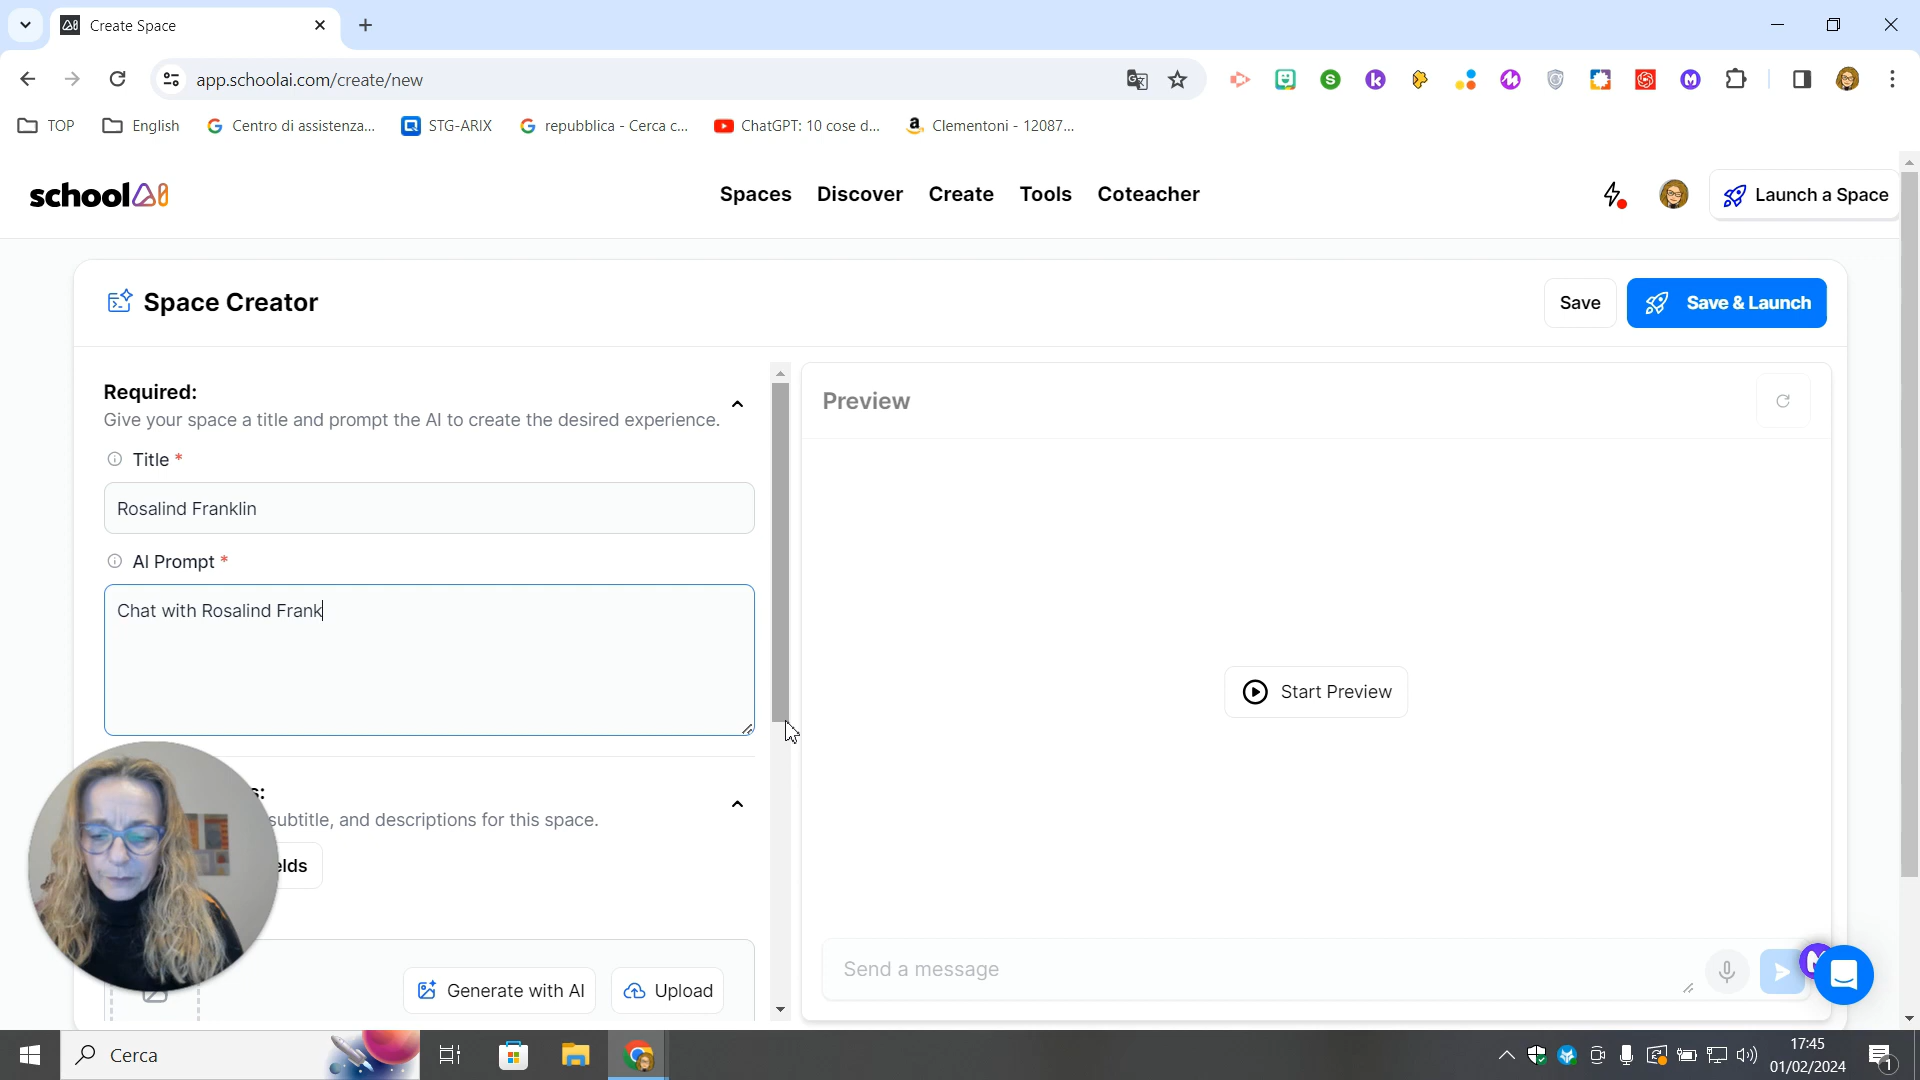 Create Space
app.schoolai.com/create/new
TOP
English
Centro di assistenza...
STG-ARIX
repubblica - Cerca c...
ChatGPT: 10 cose d...
Clementoni - 12087...
school
Spaces
Discover
Create
Tools
Coteacher
Launch a Space
Space Creator
Save
Save & Launch
Required:
Give your space a title and prompt the AI to create the desired experience.
Title *
Rosalind Franklin
AI Prompt *
Chat with Rosalind Frank
s:
subtitle, and descriptions for this space.
elds
Generate with AI
Upload
Preview
Start Preview
Send a message
Cerca
17:45
01/02/2024
1